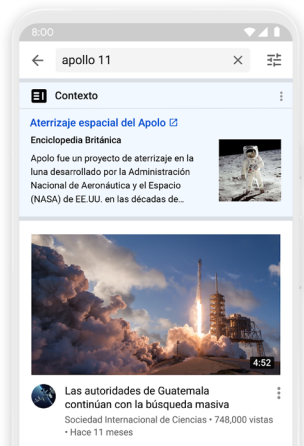 8:00
apollo 11
Contexto
Aterrizaje espacial del Apolo
Enciclopedia Británica
Apolo fue un proyecto de aterrizaje en la
luna desarrollado por la Administración
Nacional de Aeronáutica y el Espacio
(NASA) de EE.UU. en las décadas de…
4:52
Las autoridades de Guatemala
continúan con la búsqueda masiva
Sociedad Internacional de Ciencias • 748,000 vistas
• Hace 11 meses